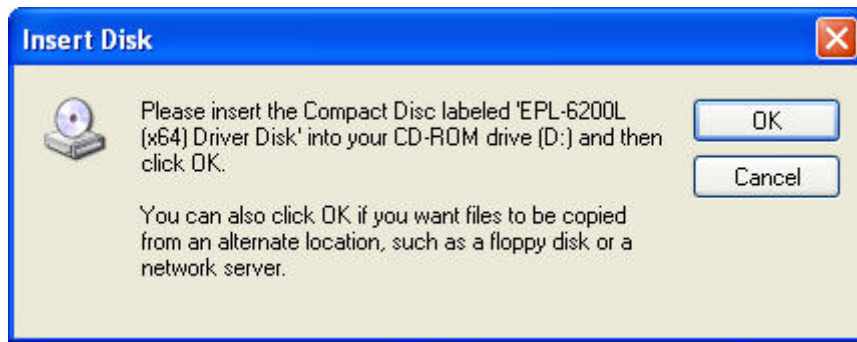 Insert Disk
Please insert the Compact Disc labeled 'EPL-6200L
(x64) Driver Disk' into your CD-ROM drive (D:) and then
click OK.
You can also click OK if you want files to be copied
from an alternate location, such as a floppy disk or a
network server.
OK
Cancel